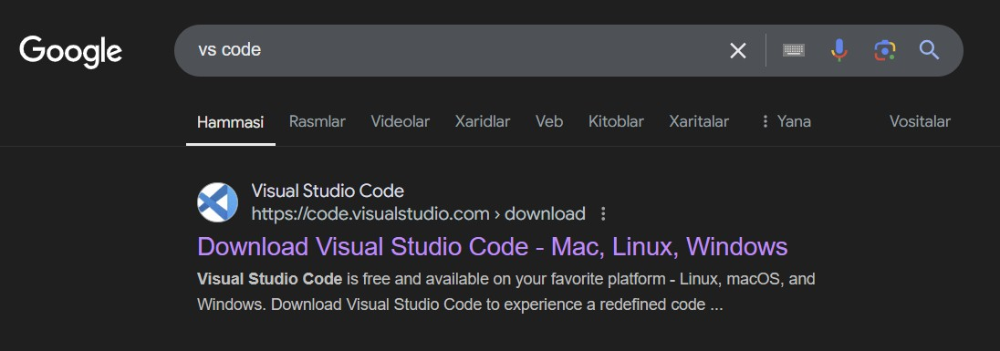 Google
vs code
Hammasi Rasmlar Videolar Xaridlar Veb Kitoblar Xaritalar Yana Vositalar
Visual Studio Code
https://code.visualstudio.com › download
Download Visual Studio Code - Mac, Linux, Windows
Visual Studio Code is free and available on your favorite platform - Linux, macOS, and
Windows. Download Visual Studio Code to experience a redefined code ...